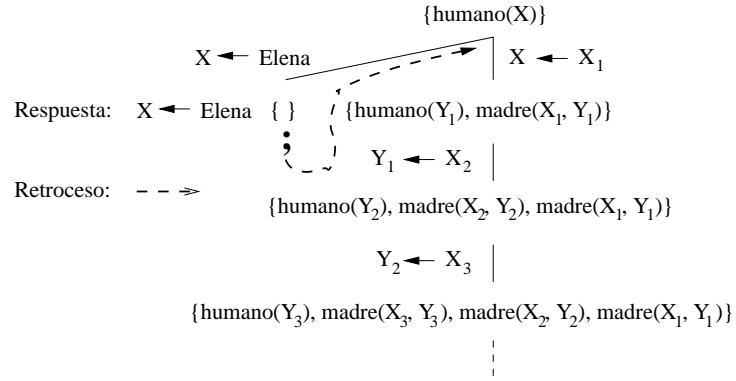 {humano(X)}
X ← Elena X ← X₁
Respuesta: X ← Elena { } {humano(Y₁), madre(X₁, Y₁)}
;
Y₁ ← X₂
Retroceso:
{humano(Y₂), madre(X₂, Y₂), madre(X₁, Y₁)}
Y₂ ← X₃
{humano(Y₃), madre(X₃, Y₃), madre(X₂, Y₂), madre(X₁, Y₁)}